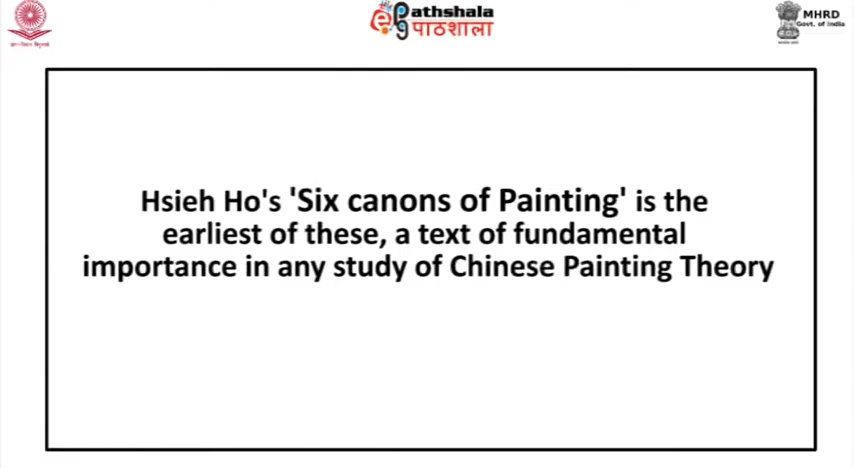 epathshala
पाठशाला
MHRD
Govt. of India
Hsieh Ho's 'Six canons of Painting' is the
earliest of these, a text of fundamental
importance in any study of Chinese Painting Theory